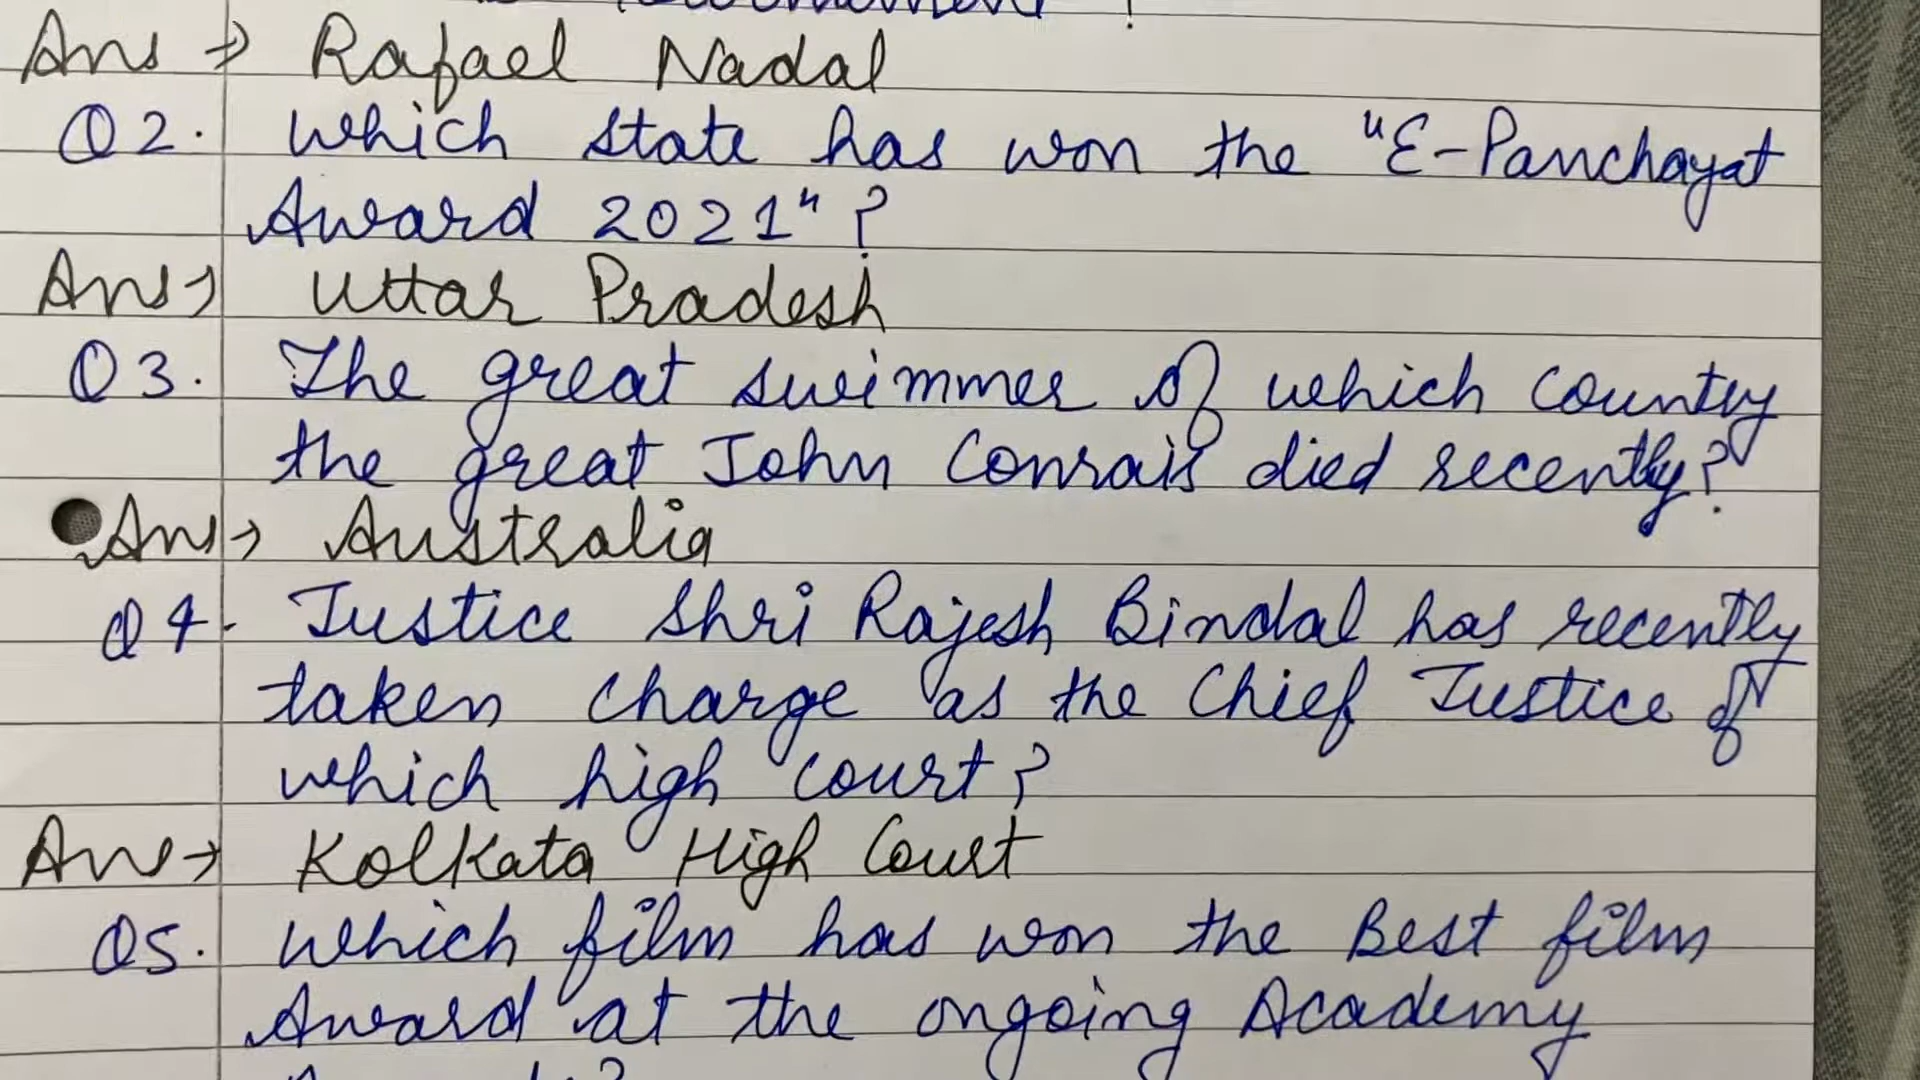 Ans → Rafael Nadal
Q2. Which state has won the "E-Panchayat
Award 2021"?
Ans → Uttar Pradesh
Q3. The great swimmer of which country
the great John Conrais died recently?
Ans → Australia
Q4. Justice Shri Rajesh Bindal has recently
taken charge as the Chief Justice of
which high court?
Ans → Kolkata High Court
Q5. Which film has won the Best film
Award at the ongoing Academy